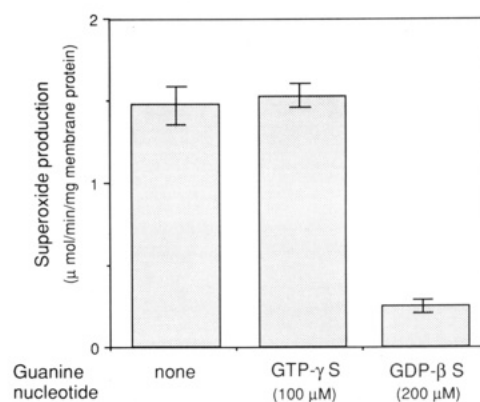 Superoxide production
(μ mol/min/mg membrane protein)
2
1
0
Guanine
nucleotide
none
GTP-γ S
(100 μM)
GDP-β S
(200 μM)